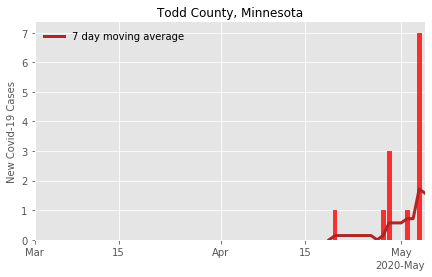 Todd County, Minnesota
7 day moving average
New Covid-19 Cases
7
6
5
4
3
2
1
0
Mar 15 Apr 15 May
2020-May